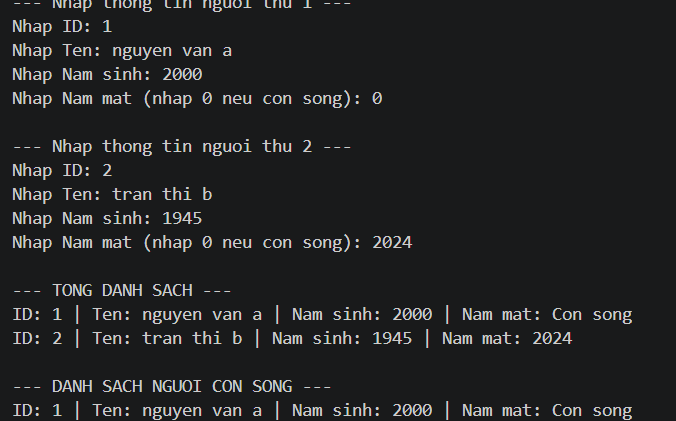 --- Nhap thong tin nguoi thu 1 ---
Nhap ID: 1
Nhap Ten: nguyen van a
Nhap Nam sinh: 2000
Nhap Nam mat (nhap 0 neu con song): 0
--- Nhap thong tin nguoi thu 2 ---
Nhap ID: 2
Nhap Ten: tran thi b
Nhap Nam sinh: 1945
Nhap Nam mat (nhap 0 neu con song): 2024
--- TONG DANH SACH ---
ID: 1 | Ten: nguyen van a | Nam sinh: 2000 | Nam mat: Con song
ID: 2 | Ten: tran thi b | Nam sinh: 1945 | Nam mat: 2024
--- DANH SACH NGUOI CON SONG ---
ID: 1 | Ten: nguyen van a | Nam sinh: 2000 | Nam mat: Con song